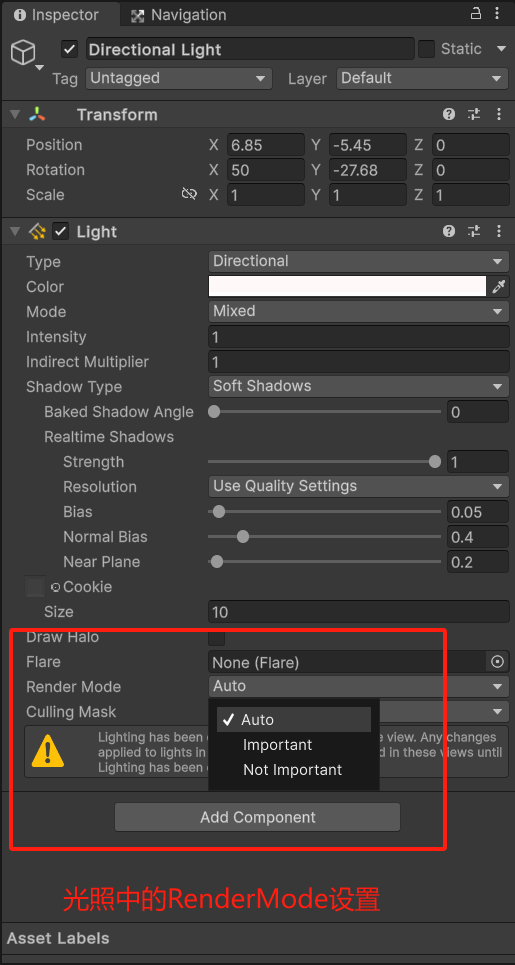 Inspector Navigation
Directional Light Static
Tag Untagged Layer Default
Transform
Position X 6.85 Y -5.45 Z 0
Rotation X 50 Y -27.68 Z 0
Scale X 1 Y 1 Z 1
Light
Type Directional
Color
Mode Mixed
Intensity 1
Indirect Multiplier 1
Shadow Type Soft Shadows
Baked Shadow Angle 0
Realtime Shadows
Strength 1
Resolution Use Quality Settings
Bias 0.05
Normal Bias 0.4
Near Plane 0.2
Cookie
Size 10
Draw Halo
Flare None (Flare)
Render Mode Auto
Culling Mask
Auto
Important
Not Important
Lighting has been e view. Any changes
applied to lights in d in these views until
Lighting has been
Add Component
光照中的RenderMode设置
Asset Labels